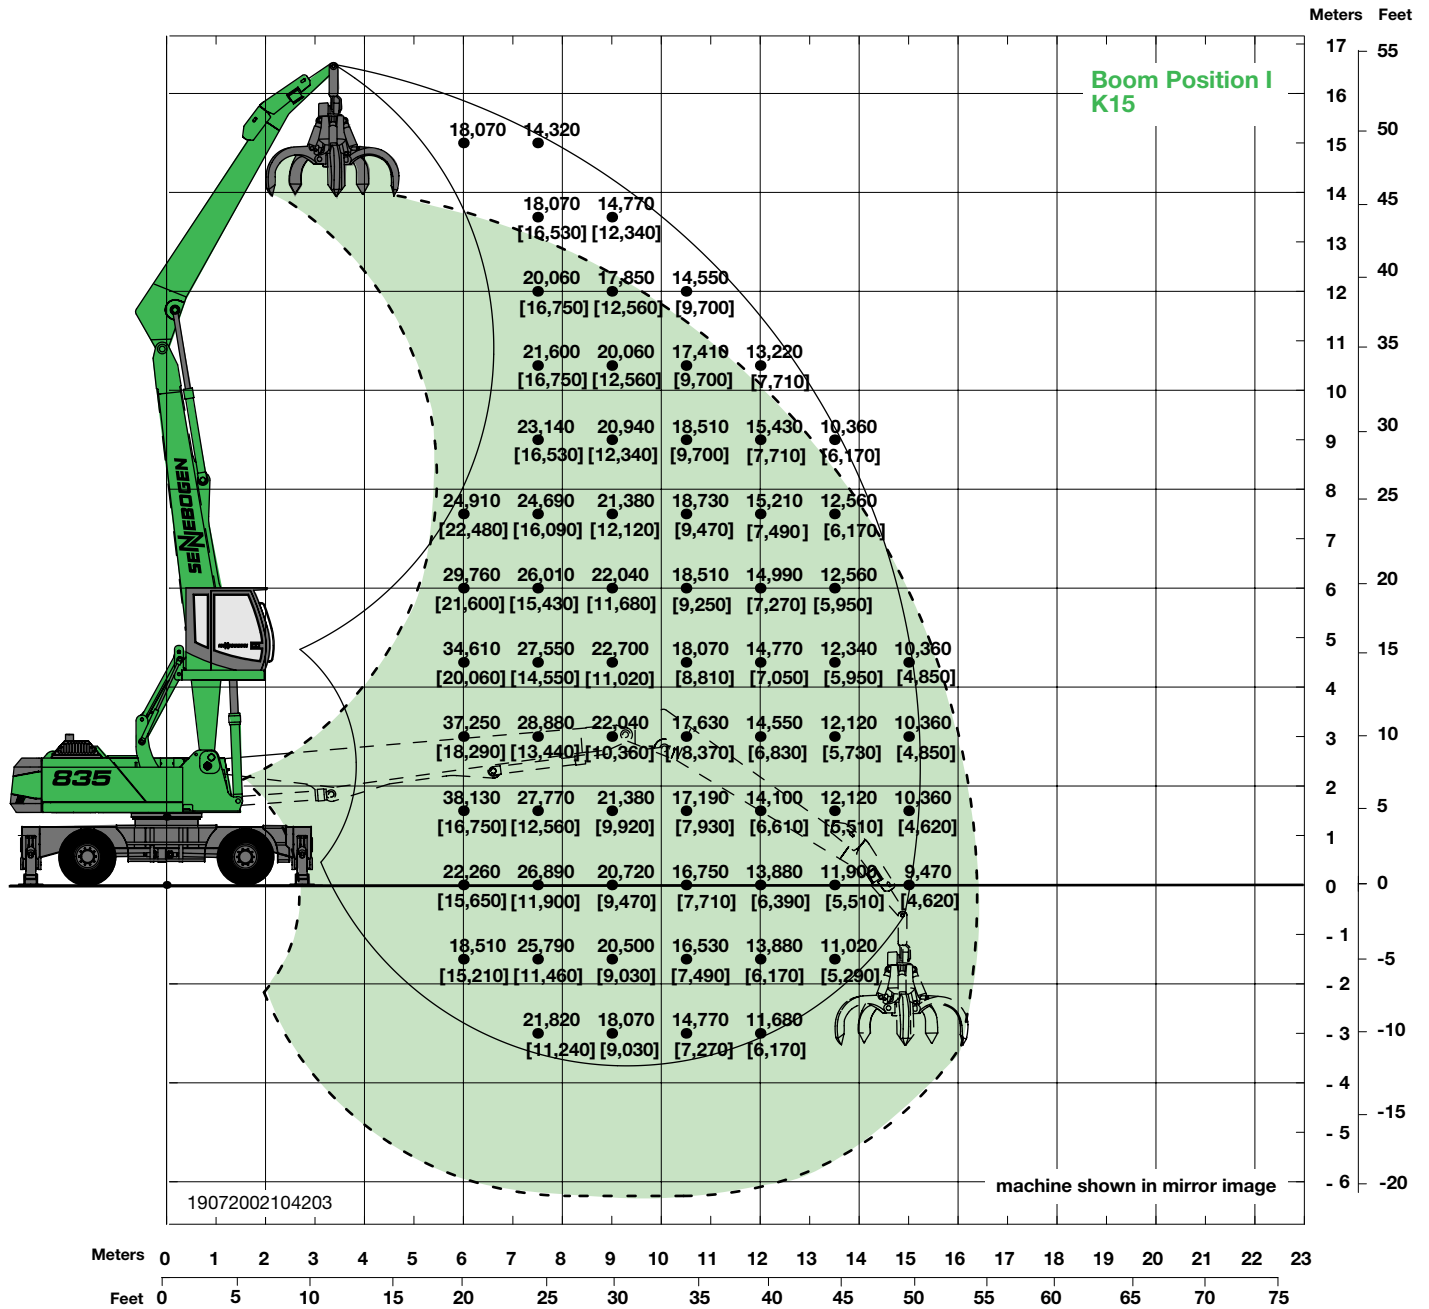 Meters Feet
Boom Position I
K15
17 55
16
18,070 14,320 15 50
14 45
18,070 14,770
[16,530] [12,340] 13
20,060 17,850 14,550 40
[16,750] [12,560] [9,700] 12
21,600 20,060 17,410 13,220 11 35
[16,750] [12,560] [9,700] [7,710]
10
23,140 20,940 18,510 15,430 10,360 9 30
[16,530] [12,340] [9,700] [7,710] [6,170]
8 25
24,910 24,690 21,380 18,730 15,210 12,560
[22,480] [16,090] [12,120] [9,470] [7,490] [6,170]
7
SENNEBOGEN
29,760 26,010 22,040 18,510 14,990 12,560 6 20
[21,600] [15,430] [11,680] [9,250] [7,270] [5,950]
5 15
34,610 27,550 22,700 18,070 14,770 12,340 10,360
[20,060] [14,550] [11,020] [8,810] [7,050] [5,950] [4,850]
4
37,250 28,880 22,040 17,630 14,550 12,120 10,360 3 10
[18,290] [13,440] [10,360] [8,370] [6,830] [5,730] [4,850]
835
2 5
38,130 27,770 21,380 17,190 14,100 12,120 10,360
[16,750] [12,560] [9,920] [7,930] [6,610] [5,510] [4,620]
1
22,260 26,890 20,720 16,750 13,880 11,900 9,470 0 0
[15,650] [11,900] [9,470] [7,710] [6,390] [5,510] [4,620]
- 1
18,510 25,790 20,500 16,530 13,880 11,020 -5
[15,210] [11,460] [9,030] [7,490] [6,170] [5,290]
- 2
21,820 18,070 14,770 11,680 - 3 -10
[11,240] [9,030] [7,270] [6,170]
- 4
-15
- 5
- 6 -20
machine shown in mirror image
19072002104203
Meters 0 1 2 3 4 5 6 7 8 9 10 11 12 13 14 15 16 17 18 19 20 22 23
Feet 0 5 10 15 20 25 30 35 40 45 50 55 60 65 70 75